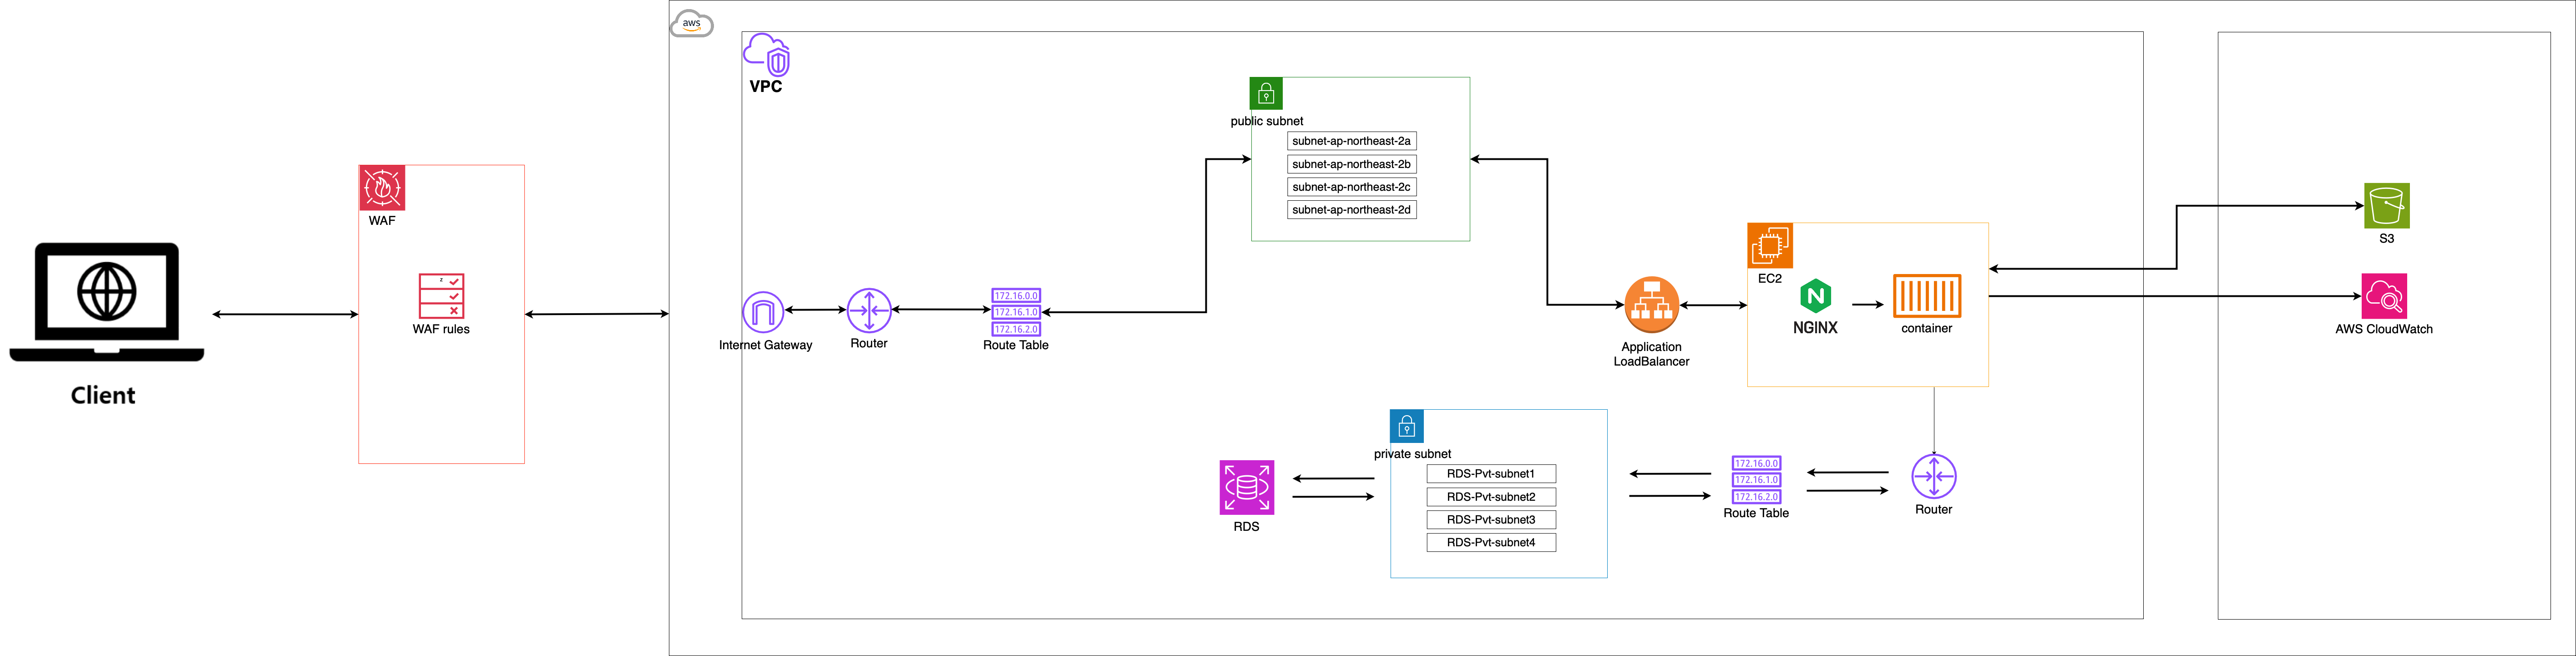 aws
VPC
public subnet
subnet-ap-northeast-2a
subnet-ap-northeast-2b
subnet-ap-northeast-2c
subnet-ap-northeast-2d
WAF
z
WAF rules
Client
Internet Gateway
Router
172.16.0.0
172.16.1.0
172.16.2.0
Route Table
Application
LoadBalancer
EC2
N
NGINX
container
S3
AWS CloudWatch
private subnet
RDS-Pvt-subnet1
RDS-Pvt-subnet2
RDS-Pvt-subnet3
RDS-Pvt-subnet4
RDS
172.16.0.0
172.16.1.0
172.16.2.0
Route Table
Router